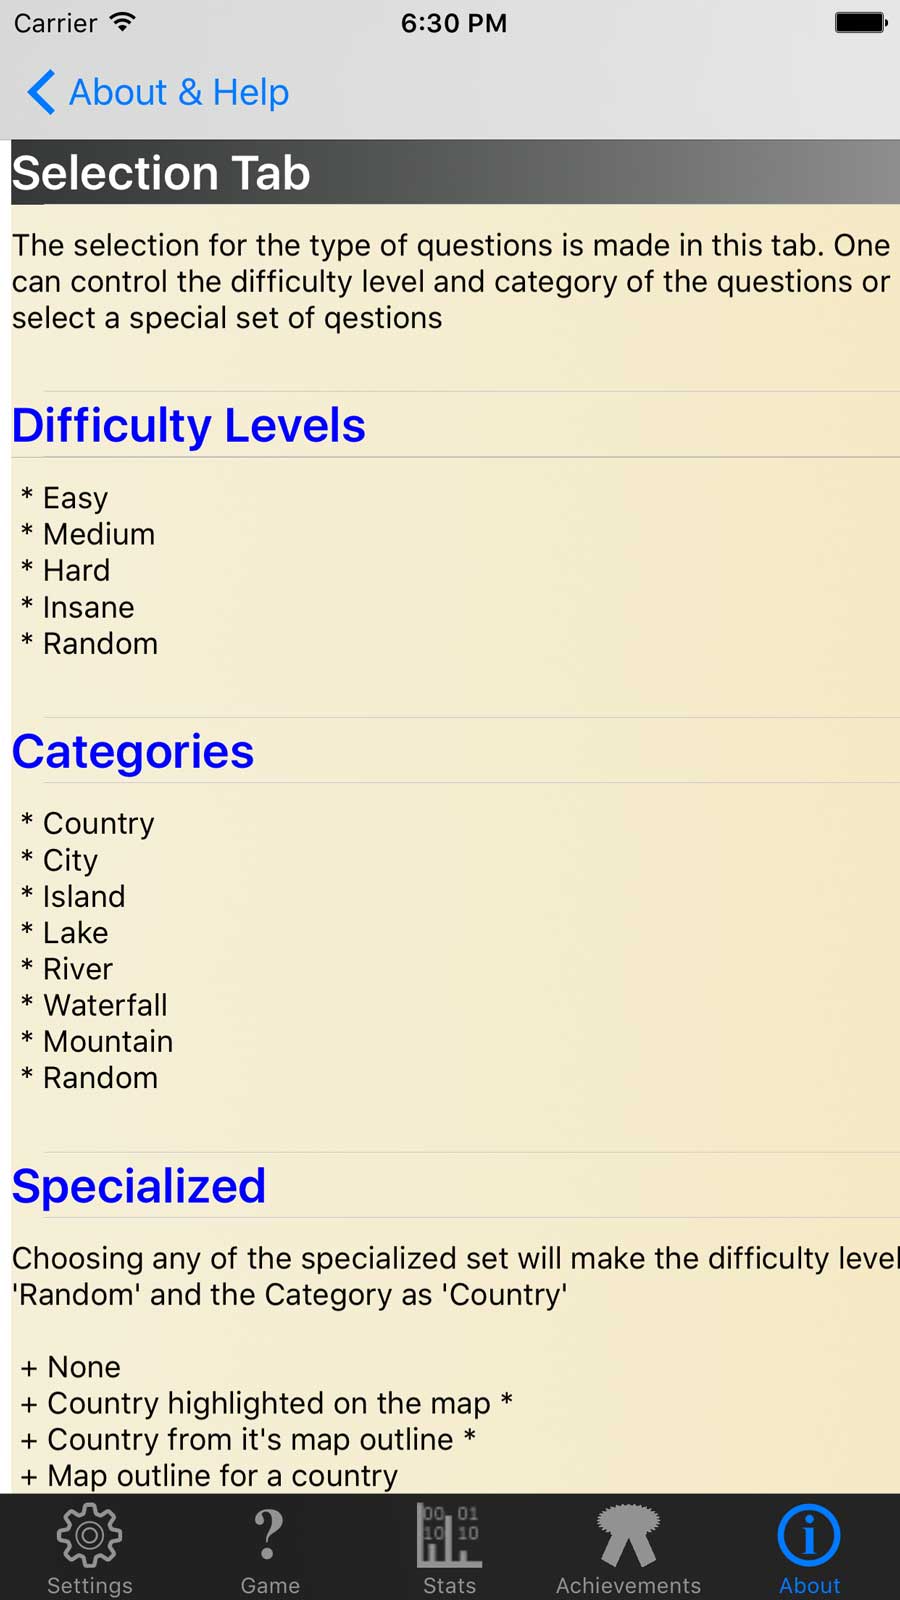 Carrier 6:30 PM
About & Help
Selection Tab
The selection for the type of questions is made in this tab. One
can control the difficulty level and category of the questions or
select a special set of qestions
Difficulty Levels
* Easy
* Medium
* Hard
* Insane
* Random
Categories
* Country
* City
* Island
* Lake
* River
* Waterfall
* Mountain
* Random
Specialized
Choosing any of the specialized set will make the difficulty level
'Random' and the Category as 'Country'
+ None
+ Country highlighted on the map *
+ Country from it's map outline *
+ Map outline for a country
00 01
10 10
Settings Game Stats Achievements About